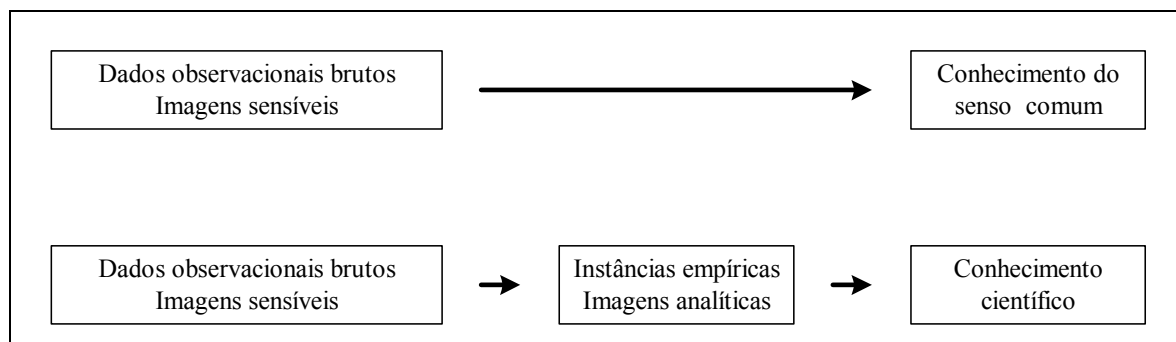 Dados observacionais brutos
Imagens sensíveis
Conhecimento do
senso comum
Dados observacionais brutos
Imagens sensíveis
Instâncias empíricas
Imagens analíticas
Conhecimento
científico